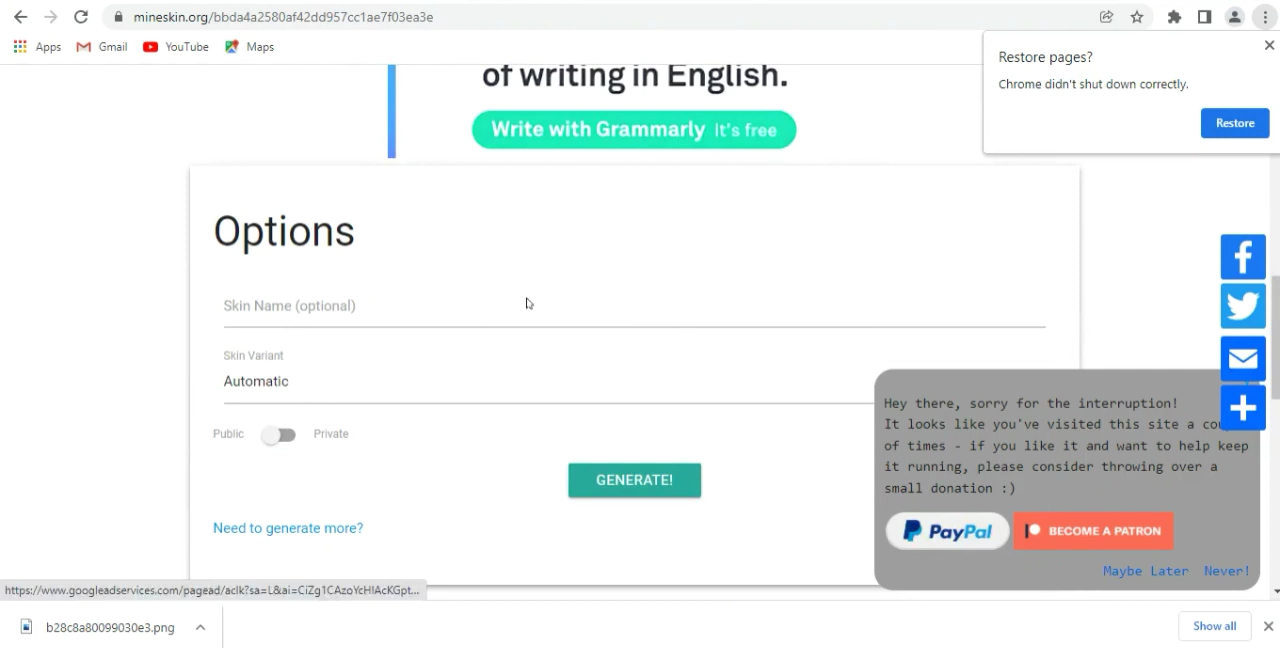 mineskin.org/bbda4a2580af42dd957cc1ae7f03ea3e
Apps Gmail YouTube Maps
Restore pages?
Chrome didn't shut down correctly.
Restore
of writing in English.
Write with Grammarly It's free
Options
Skin Name (optional)
Skin Variant
Automatic
Public Private
GENERATE!
Need to generate more?
Hey there, sorry for the interruption!
It looks like you've visited this site a
of times - if you like it and want to help keep
it running, please consider throwing over a
small donation :)
PayPal BECOME A PATRON
Maybe Later Never!
https://www.googleadservices.com/pagead/aclk?sa=L&ai=CiZg1CAzoYcHIAcKGpt...
b28c8a80099030e3.png
Show all